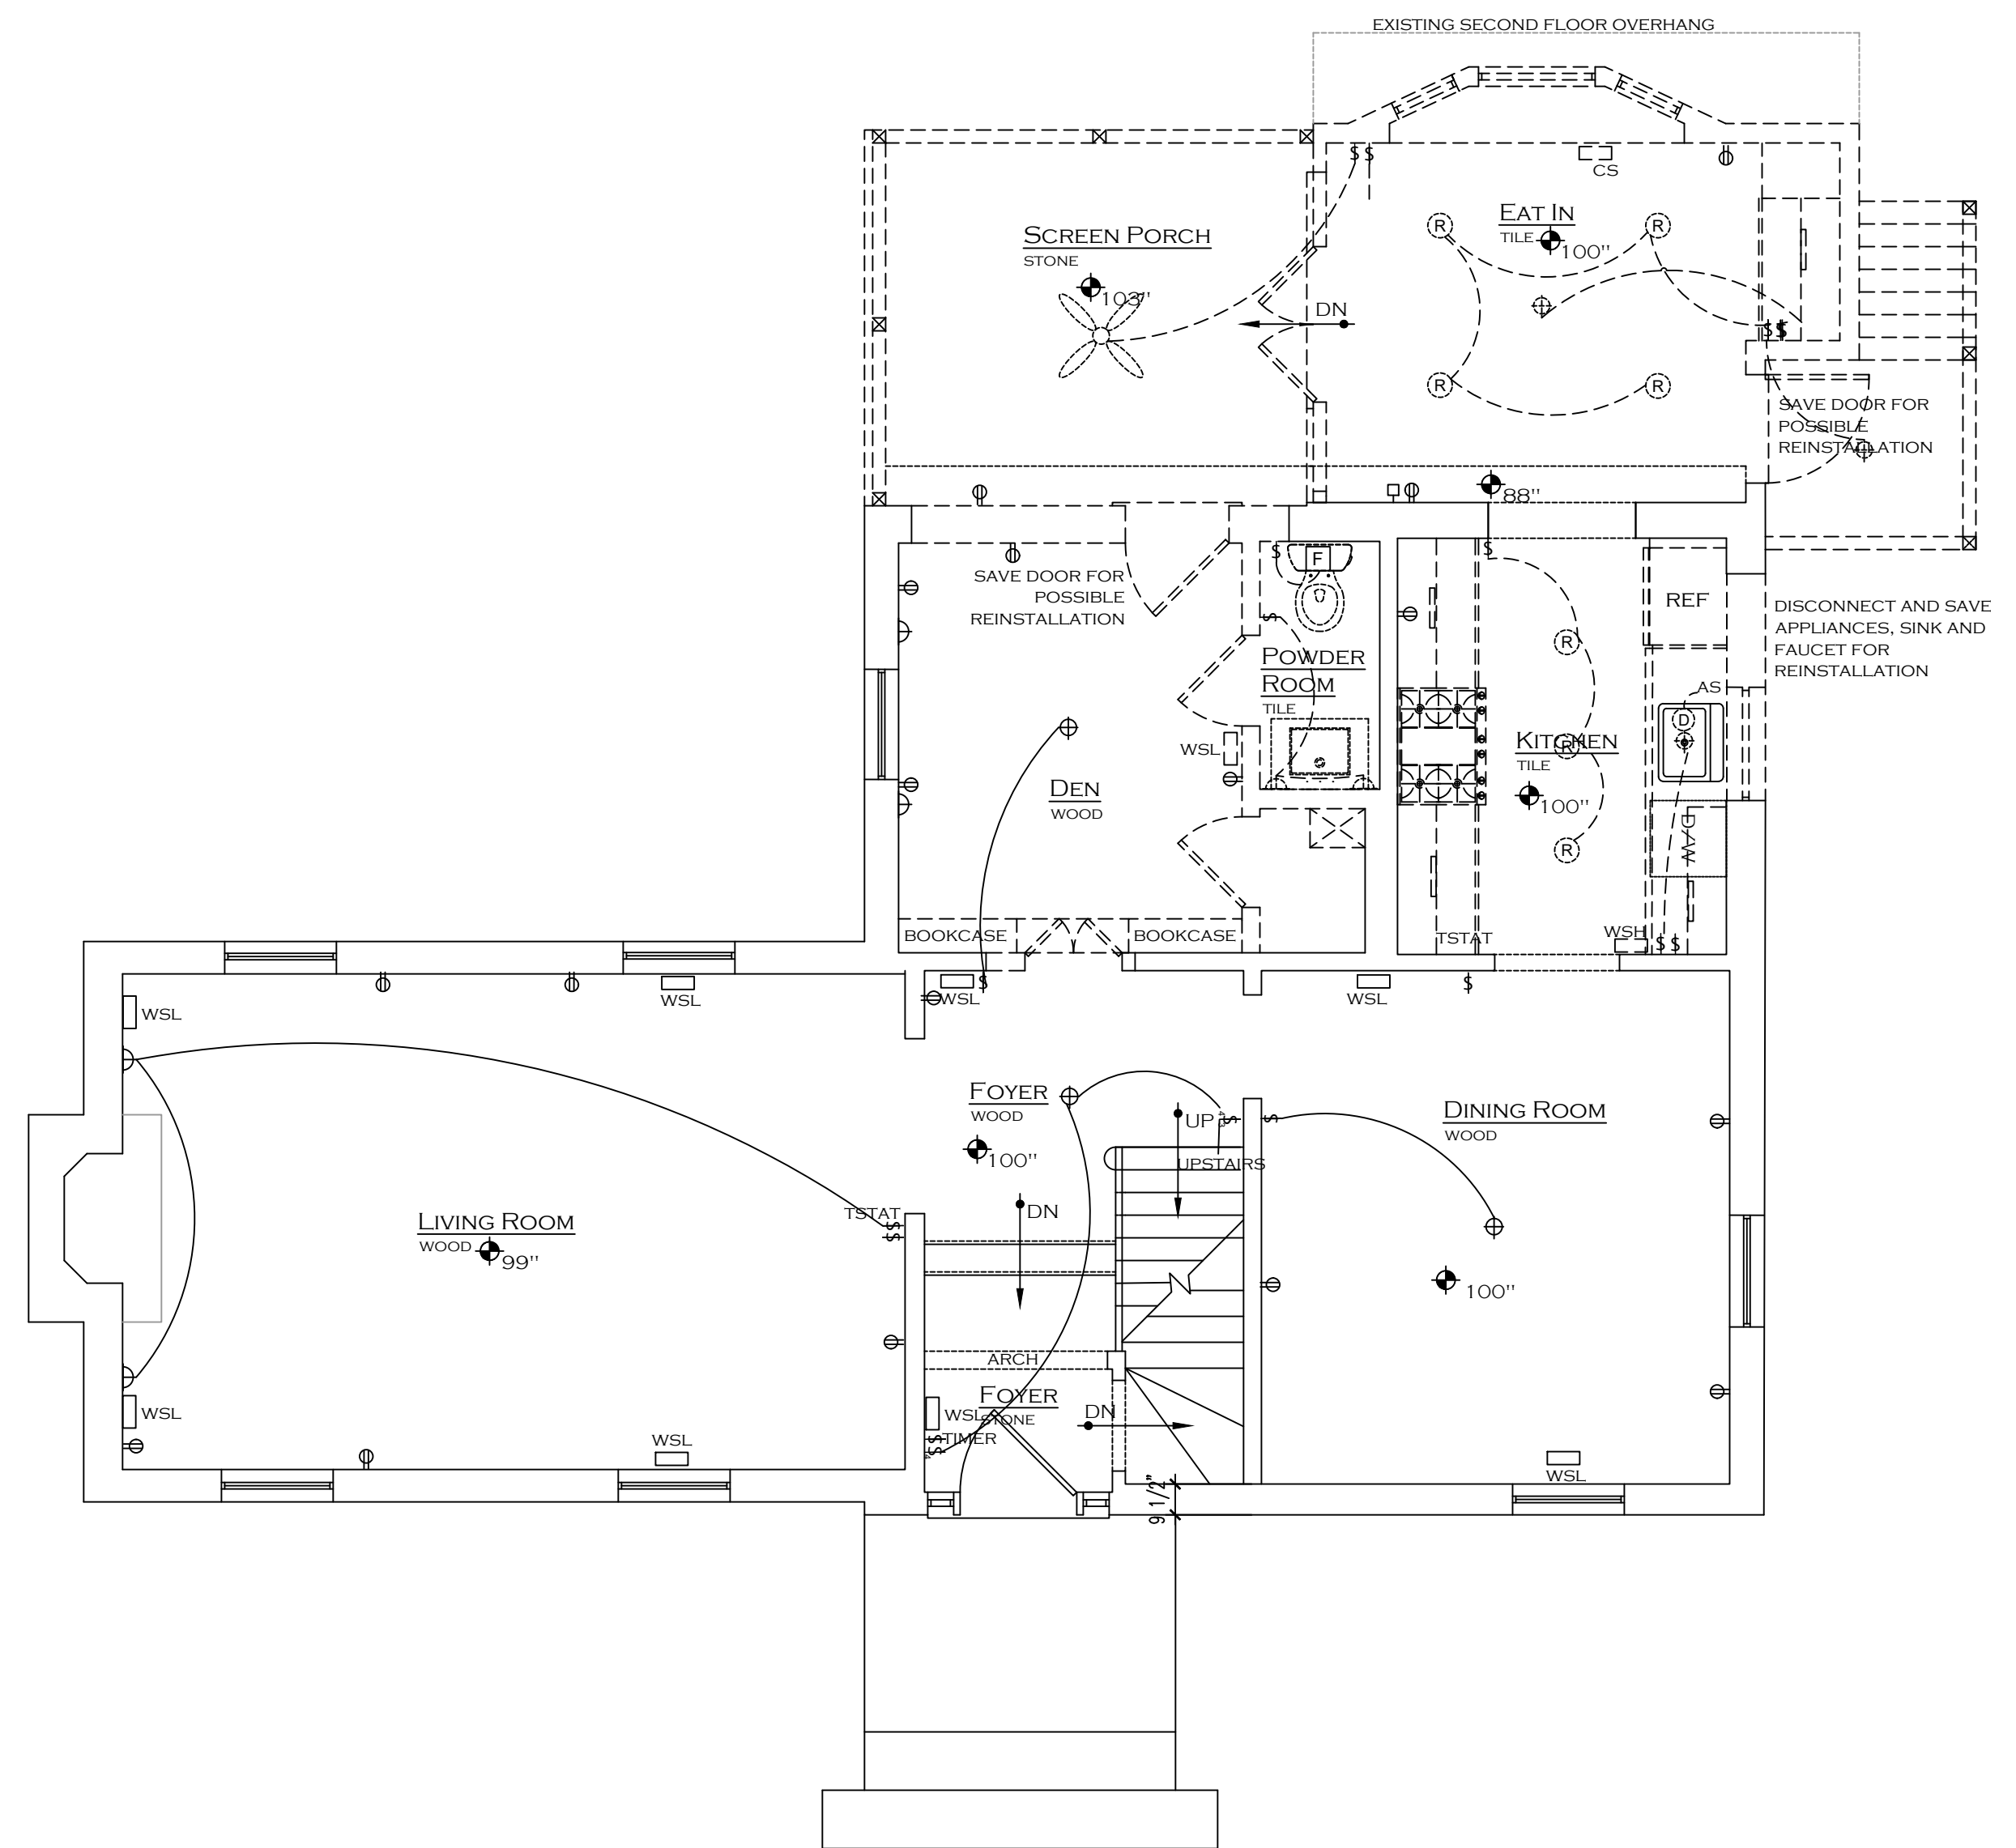 EXISTING SECOND FLOOR OVERHANG
$ $
CS
EAT IN
TILE
100"
SCREEN PORCH
STONE
103"
R
R
DN
$ $
R
R
SAVE DOOR FOR
POSSIBLE
REINSTALLATION
88"
$
$
F
SAVE DOOR FOR
POSSIBLE
REINSTALLATION
REF
DISCONNECT AND SAVE
APPLIANCES, SINK AND
FAUCET FOR
REINSTALLATION
$
R
POWDER
ROOM
TILE
AS
D
WSL
KITCHEN
R
TILE
DEN
WOOD
100"
D/W
R
BOOKCASE
BOOKCASE
TSTAT
WSH
$ $
WSL
$
WSL
$
WSL
WSL
FOYER
WOOD
100"
UP
$
$
UPSTAIRS
DINING ROOM
WOOD
LIVING ROOM
WOOD
99"
TSTAT
$
$
DN
100"
ARCH
FOYER
STONE
WSL
DN
WSL
WSL
$
TIMER
$
4
WSL
9 1/2"